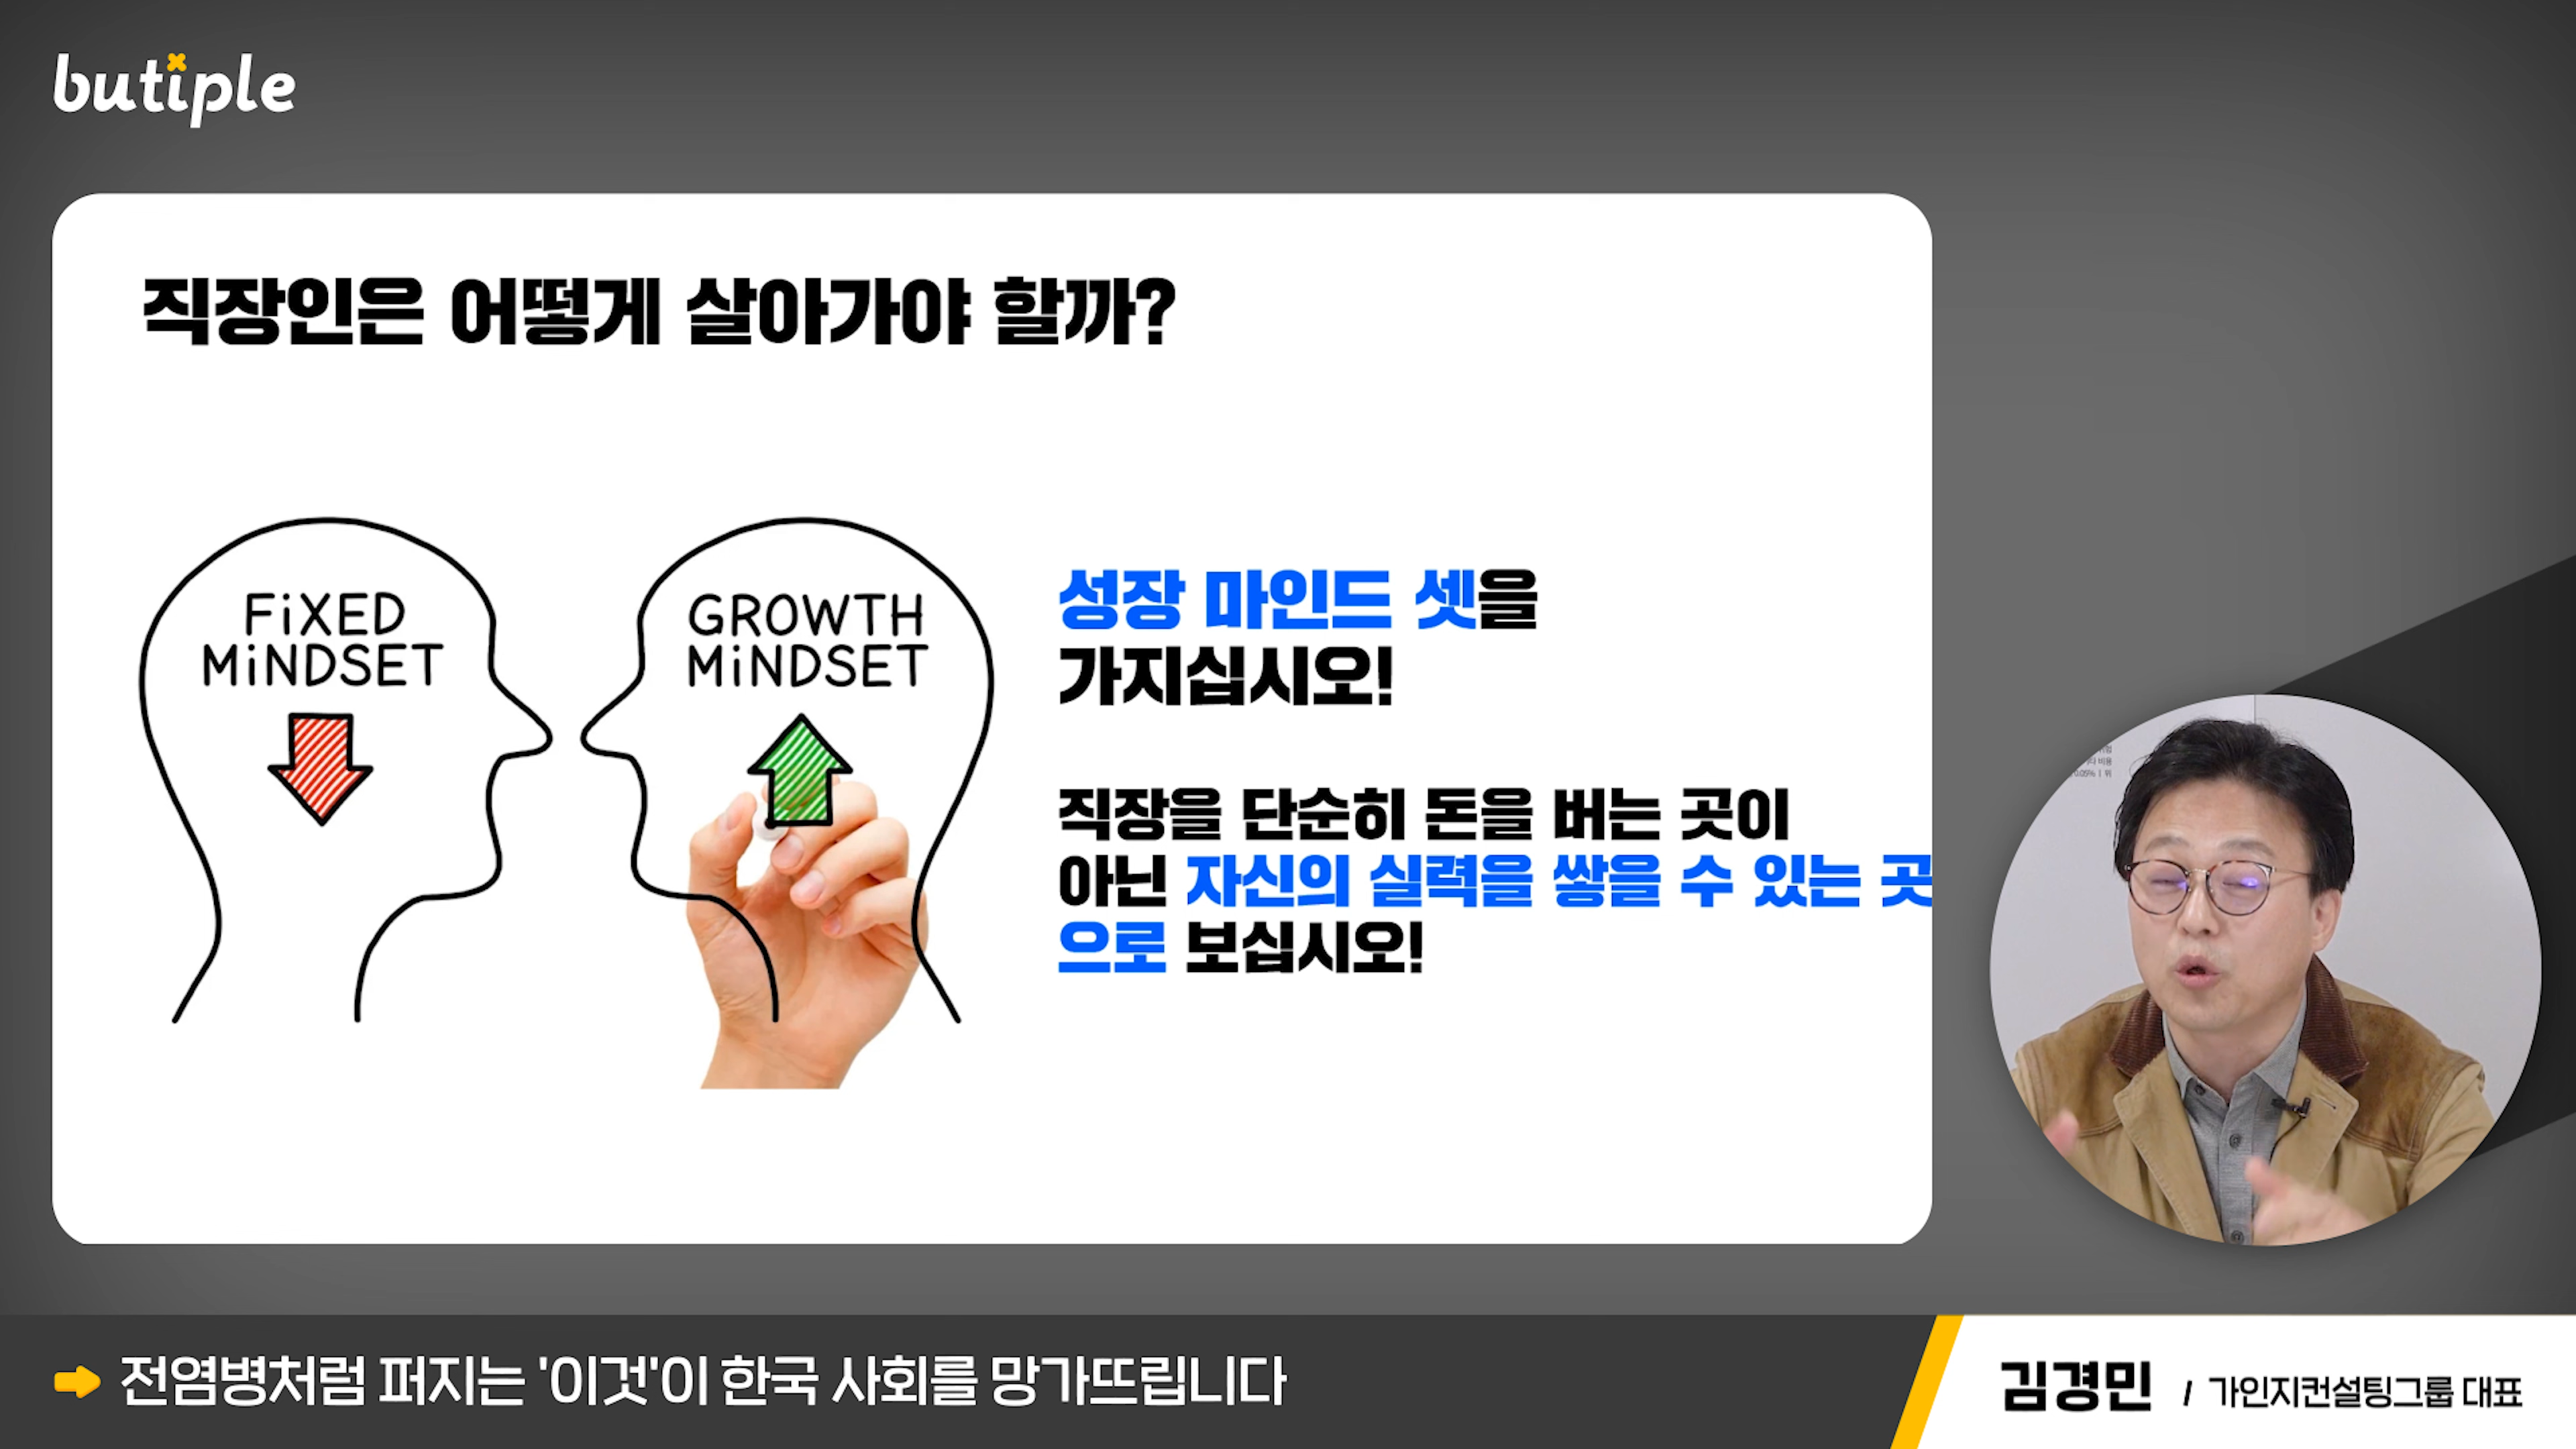 butiple
직장인은 어떻게 살아가야 할까?
FiXED
MiNDSET
GROWTH
MiNDSET
성장 마인드 셋을
가지십시오!
직장을 단순히 돈을 버는 곳이
아닌 자신의 실력을 쌓을 수 있는 곳
으로 보십시오!
전염병처럼 퍼지는 '이것'이 한국 사회를 망가뜨립니다
김경민 / 가인지컨설팅그룹 대표